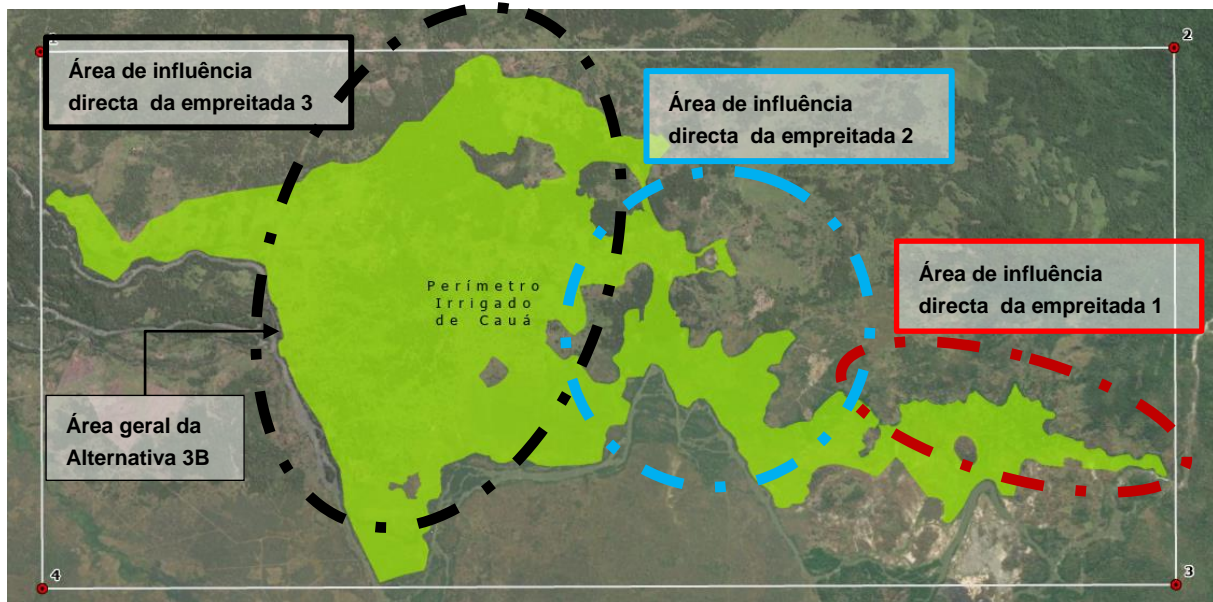 2
Área de influência
directa da empreitada 3
Área de influência
directa da empreitada 2
Área de influência
directa da empreitada 1
Perímetro
Irrigado
de Cauá
Área geral da
Alternativa 3B
4
3